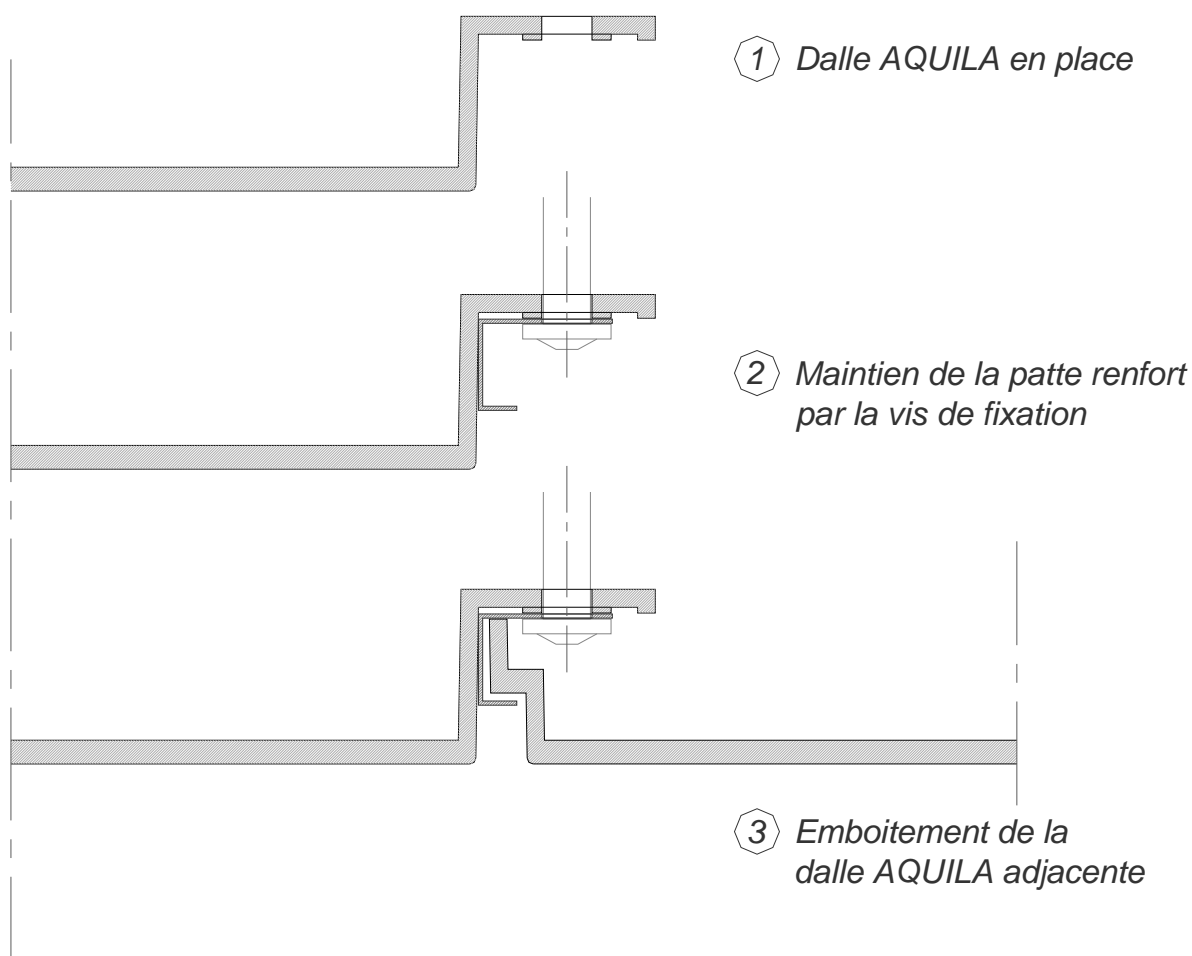 1 Dalle AQUILA en place
2 Maintien de la patte renfort
par la vis de fixation
3 Emboitement de la
dalle AQUILA adjacente